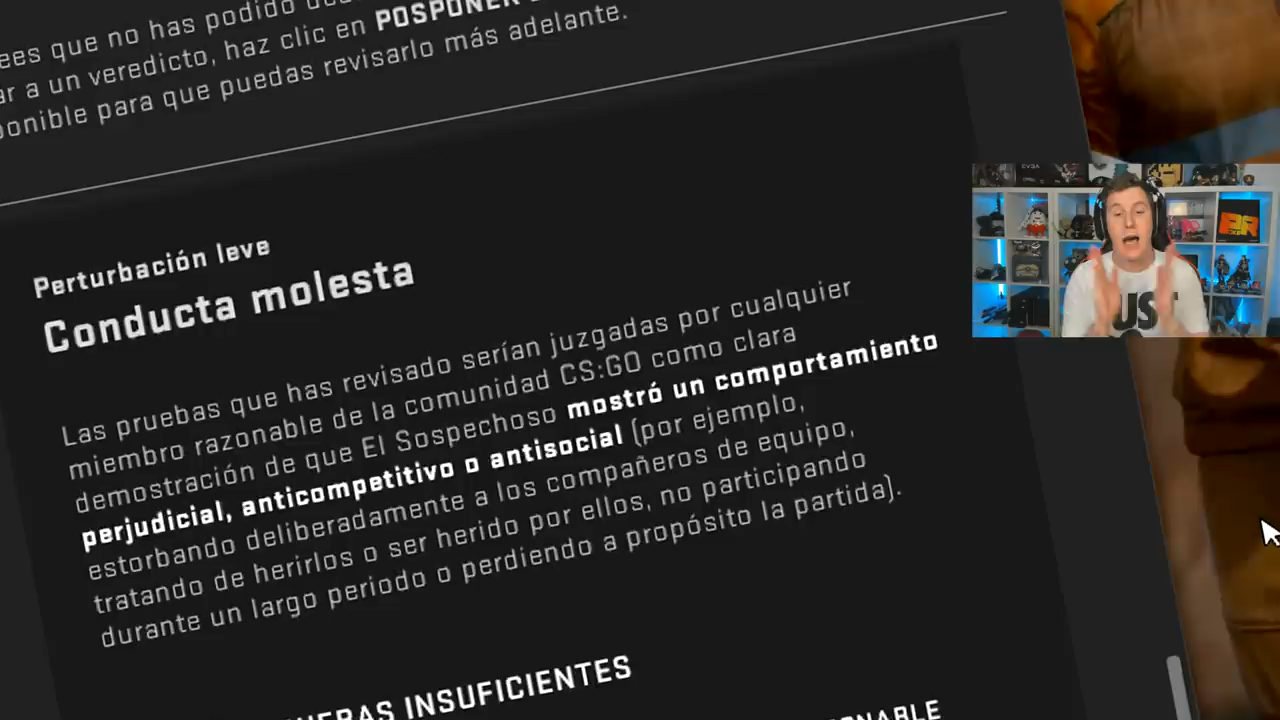 que no has podido
a un veredicto, haz clic en POSPONER
para que puedas revisarlo más adelante.
Perturbación leve
Conducta molesta
Las pruebas que has revisado serían juzgadas por cualquier
miembro razonable de la comunidad CS:GO como clara
demostración de que El Sospechoso mostró un comportamiento
perjudicial, anticompetitivo o antisocial (por ejemplo,
estorbando deliberadamente a los compañeros de equipo,
tratando de herirlos o ser herido por ellos, no participando
durante un largo periodo o perdiendo a propósito la partida).
INSUFICIENTES